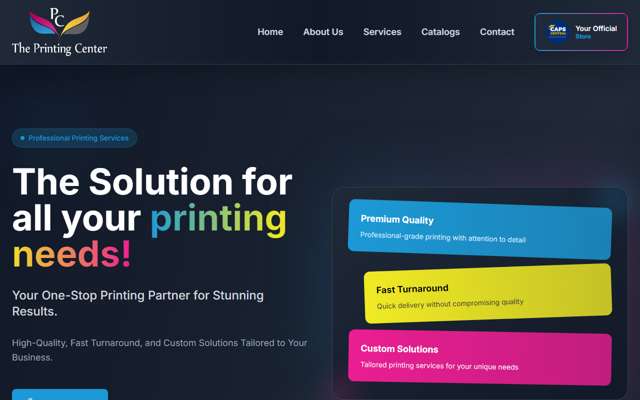 PC
The Printing Center
Home
About Us
Services
Catalogs
Contact
CAPS
Your Official
Store
Professional Printing Services
The Solution for
all your printing
needs!
Your One-Stop Printing Partner for Stunning
Results.
High-Quality, Fast Turnaround, and Custom Solutions Tailored to Your
Business.
Premium Quality
Professional-grade printing with attention to detail
Fast Turnaround
Quick delivery without compromising quality
Custom Solutions
Tailored printing services for your unique needs